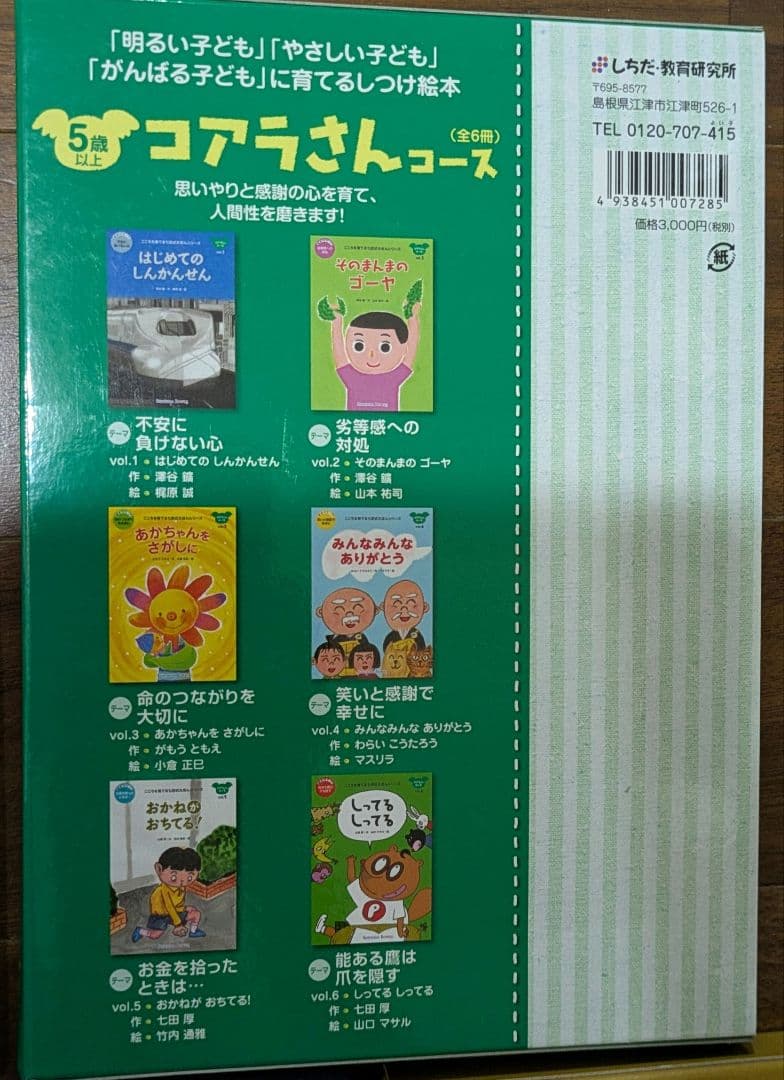 「明るい子ども」「やさしい子ども」
「がんばる子ども」に育てるしつけ絵本
5歳
以上
コアラさんコース
(全6冊)
思いやりと感謝の心を育て、
人間性を磨きます!
はじめての
しんかんせん
テーマ
不安に
負けない心
vol.1 • はじめての しんかんせん
作 • 澤谷 鑛
絵 • 梶原 誠
そのまんまの
ゴーヤ
テーマ
劣等感への
対処
vol.2 • そのまんまの ゴーヤ
作 • 澤谷 鑛
絵 • 山本 祐司
あかちゃんを
さがしに
テーマ
命のつながりを
大切に
vol.3 • あかちゃんを さがしに
作 • がもう ともえ
絵 • 小倉 正巳
みんなみんな
ありがとう
テーマ
笑いと感謝で
幸せに
vol.4 • みんなみんな ありがとう
作 • わらい こうたろう
絵 • マスリラ
おかねが
おちてる!
テーマ
お金を拾った
ときは…
vol.5 • おかねが おちてる!
作 • 七田 厚
絵 • 竹内 通雅
しってる
しってる
P
テーマ
能ある鷹は
爪を隠す
vol.6 • しってる しってる
作 • 七田 厚
絵 • 山口 マサル
しちだ・教育研究所
〒695-8577
島根県江津市江津町526-1
よいこ
TEL 0120-707-415
4 938451 007285
価格3,000円(税別)
紙